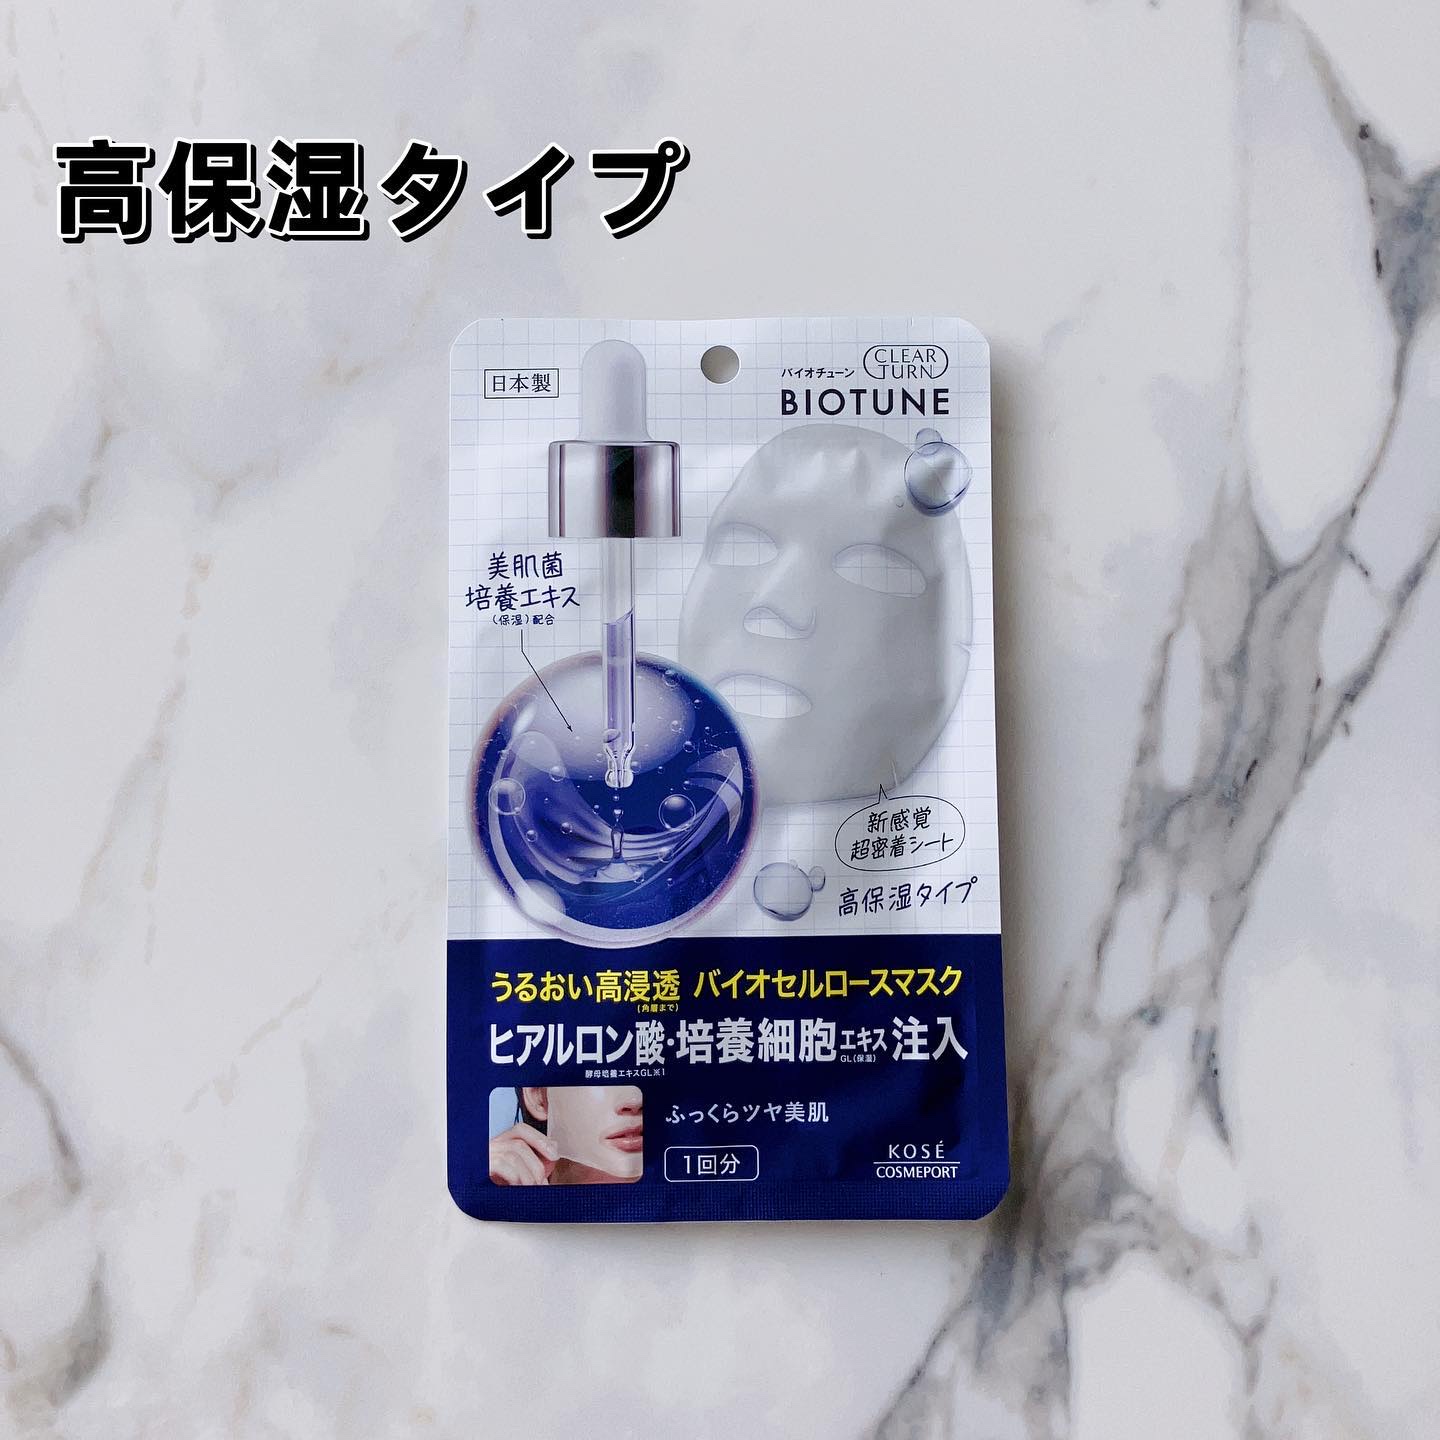 高保湿タイプ
日本製
CLEAR
TURN
バイオチューン
BIOTUNE
美肌菌
培養エキス
(保湿)配合
新感覚
超密着シート
高保湿タイプ
うるおい高浸透 バイオセルロースマスク
(角層まで)
ヒアルロン酸・培養細胞エキス注入
GL(保湿)
酵母培養エキスGL※1
ふっくらツヤ美肌
1回分
KOSÉ
COSMEPORT